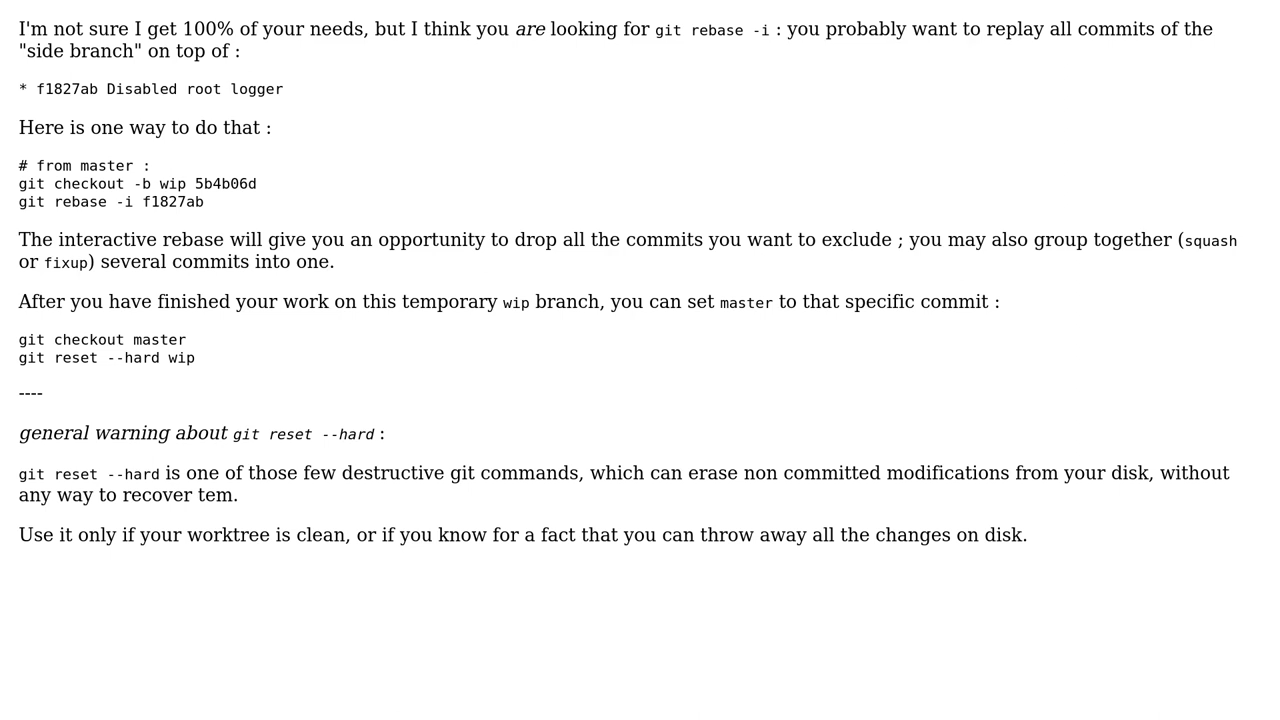 I'm not sure I get 100% of your needs, but I think you are looking for git rebase -i : you probably want to replay all commits of the
"side branch" on top of :
* f1827ab Disabled root logger
Here is one way to do that :
# from master :
git checkout -b wip 5b4b06d
git rebase -i f1827ab
The interactive rebase will give you an opportunity to drop all the commits you want to exclude ; you may also group together (squash
or fixup) several commits into one.
After you have finished your work on this temporary wip branch, you can set master to that specific commit :
git checkout master
git reset --hard wip
----
general warning about git reset --hard :
git reset --hard is one of those few destructive git commands, which can erase non committed modifications from your disk, without
any way to recover tem.
Use it only if your worktree is clean, or if you know for a fact that you can throw away all the changes on disk.